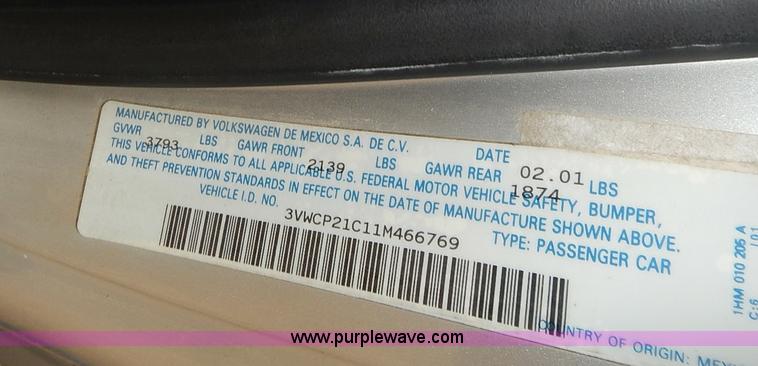 MANUFACTURED BY VOLKSWAGEN DE MEXICO S.A. DE C.V. DATE 02.01
GVWR 3793 LBS GAWR FRONT 2139 LBS GAWR REAR 1874 LBS
THIS VEHICLE CONFORMS TO ALL APPLICABLE U.S. FEDERAL MOTOR VEHICLE SAFETY, BUMPER,
AND THEFT PREVENTION STANDARDS IN EFFECT ON THE DATE OF MANUFACTURE SHOWN ABOVE.
VEHICLE I.D. NO. 3VWCP21C11M466769 TYPE: PASSENGER CAR
COUNTRY OF ORIGIN: MEXI
1HM 010 205 A
www.purplewave.com